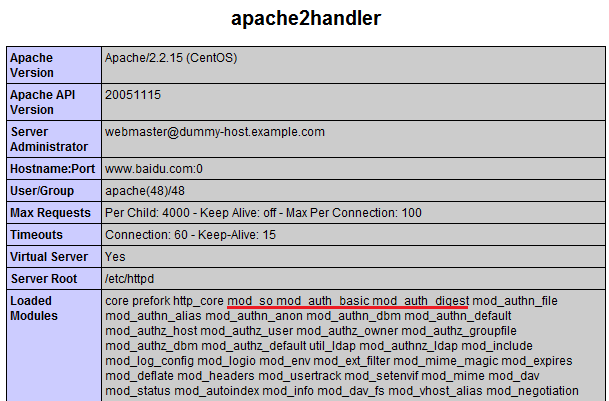 apache2handler
Apache Version
Apache/2.2.15 (CentOS)
Apache API Version
20051115
Server Administrator
webmaster@dummy-host.example.com
Hostname:Port
www.baidu.com:0
User/Group
apache(48)/48
Max Requests
Per Child: 4000 - Keep Alive: off - Max Per Connection: 100
Timeouts
Connection: 60 - Keep-Alive: 15
Virtual Server
Yes
Server Root
/etc/httpd
Loaded Modules
core prefork http_core mod_so mod_auth_basic mod_auth_digest mod_authn_file
mod_authn_alias mod_authn_anon mod_authn_dbm mod_authn_default
mod_authz_host mod_authz_user mod_authz_owner mod_authz_groupfile
mod_authz_dbm mod_authz_default util_ldap mod_authnz_ldap mod_include
mod_log_config mod_logio mod_env mod_ext_filter mod_mime_magic mod_expires
mod_deflate mod_headers mod_usertrack mod_setenvif mod_mime mod_dav
mod_status mod_autoindex mod_info mod_dav_fs mod_vhost_alias mod_negotiation